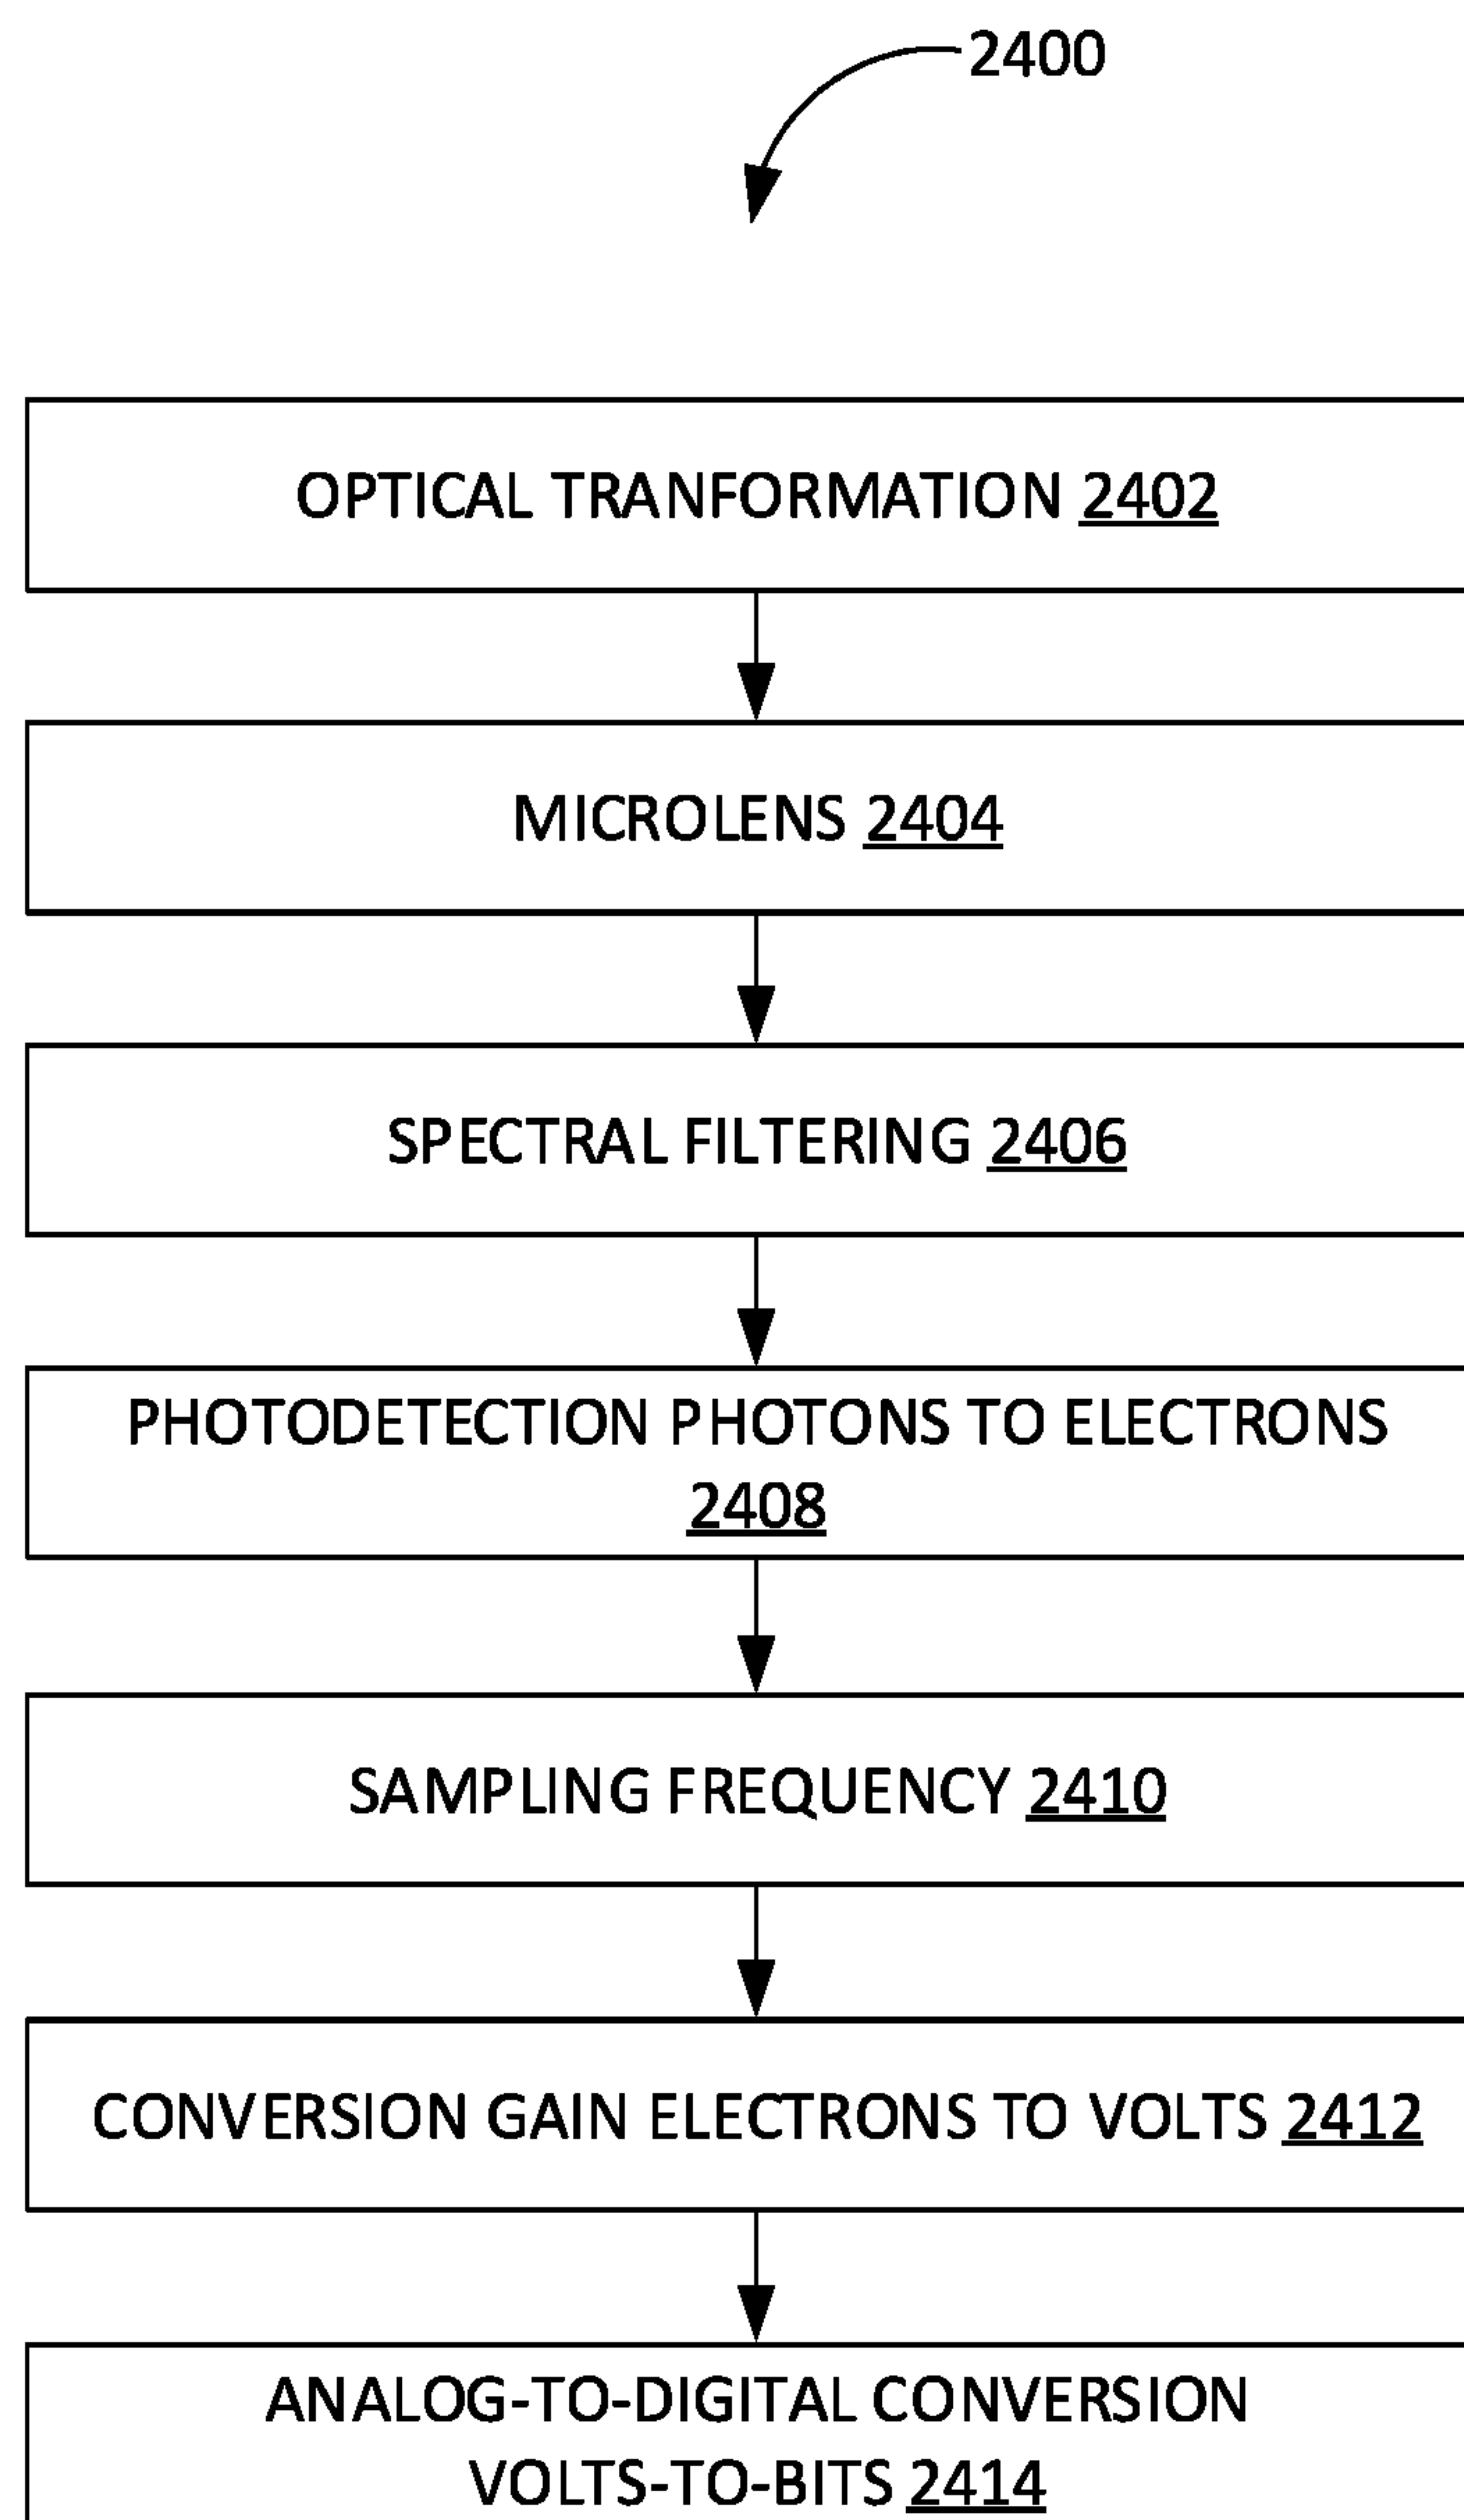 2400
OPTICAL TRANFORMATION 2402
MICROLENS 2404
SPECTRAL FILTERING 2406
PHOTODETECTION PHOTONS TO ELECTRONS
2408
SAMPLING FREQUENCY 2410
CONVERSION GAIN ELECTRONS TO VOLTS 2412
ANALOG-TO-DIGITAL CONVERSION
VOLTS-TO-BITS 2414